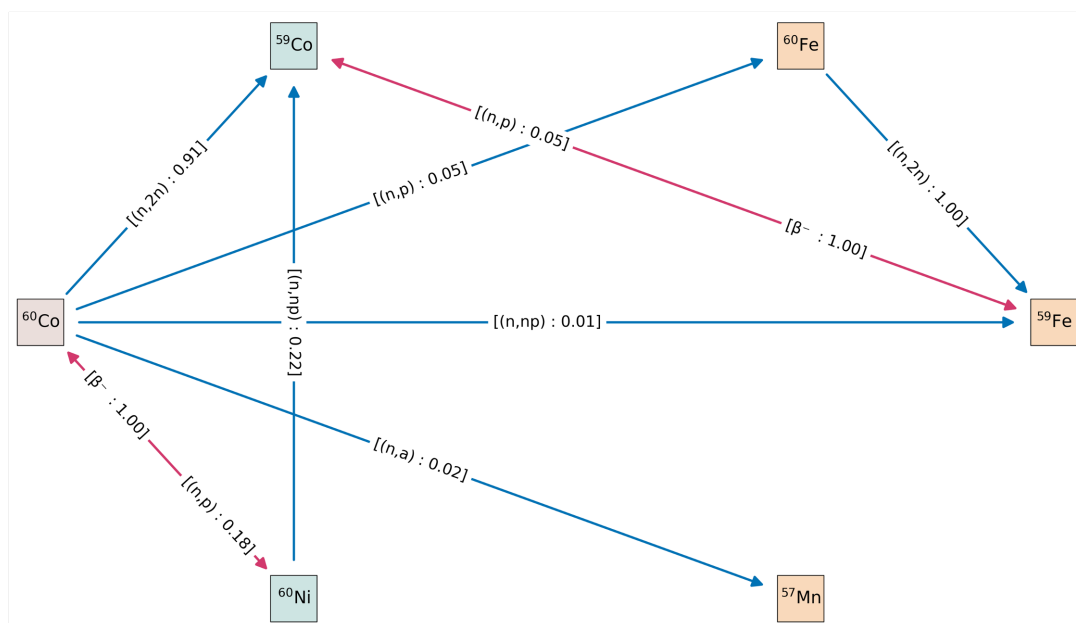 ⁵⁹Co
⁶⁰Fe
[(n,p) : 0.05]
[(n,2n) : 0.91]
[(n,p) : 0.05]
[(n,2n) : 1.00]
[β⁻ : 1.00]
⁶⁰Co
[(n,np) : 0.22]
[(n,np) : 0.01]
⁵⁹Fe
[β⁻ : 1.00]
[(n,a) : 0.02]
[(n,p) : 0.18]
⁶⁰Ni
⁵⁷Mn